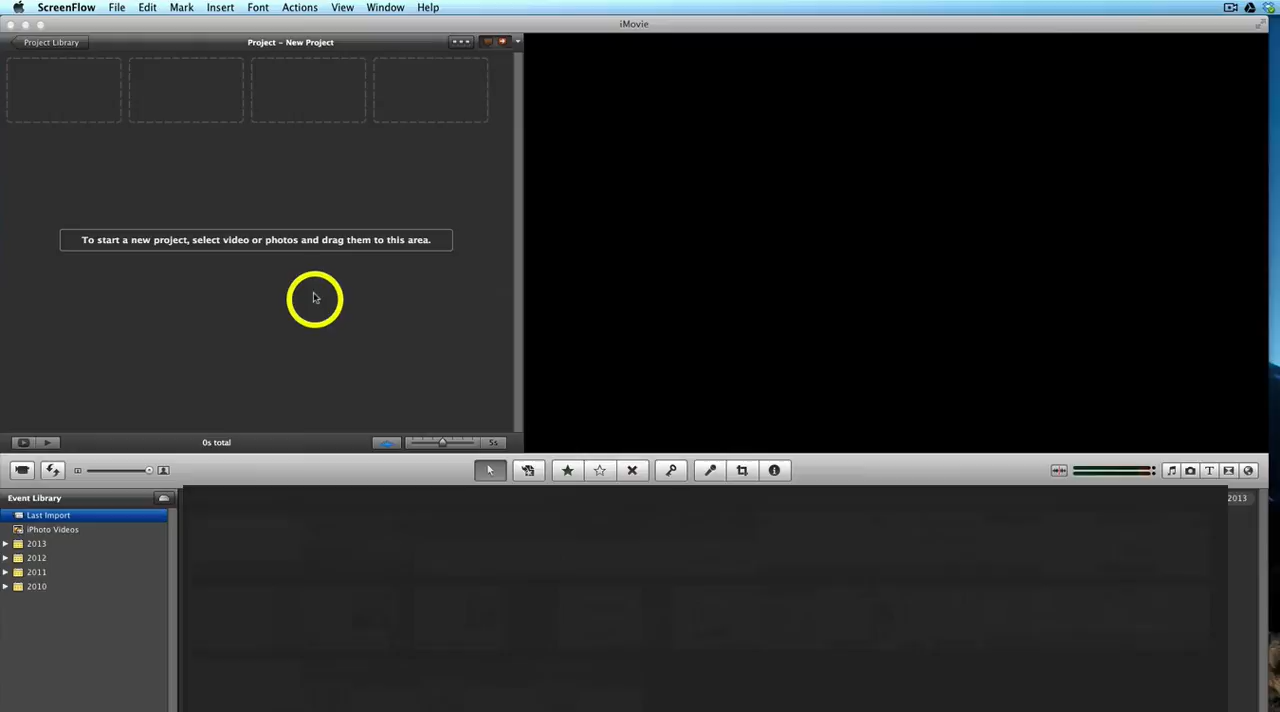 ScreenFlow File Edit Mark Insert Font Actions View Window Help
iMovie
Project Library
Project – New Project
To start a new project, select video or photos and drag them to this area.
0s total
5s
Event Library
2013
Last Import
iPhoto Videos
2013
2012
2011
2010